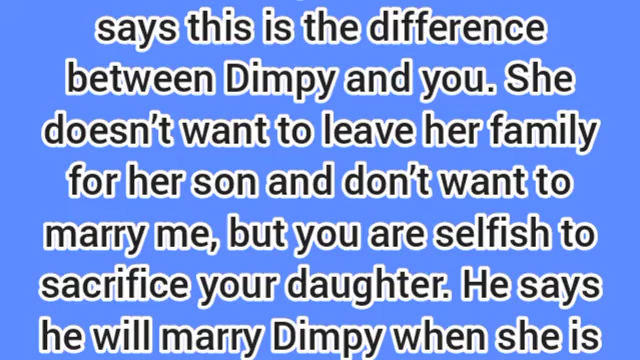 says this is the difference
between Dimpy and you. She
doesn't want to leave her family
for her son and don't want to
marry me, but you are selfish to
sacrifice your daughter. He says
he will marry Dimpy when she is